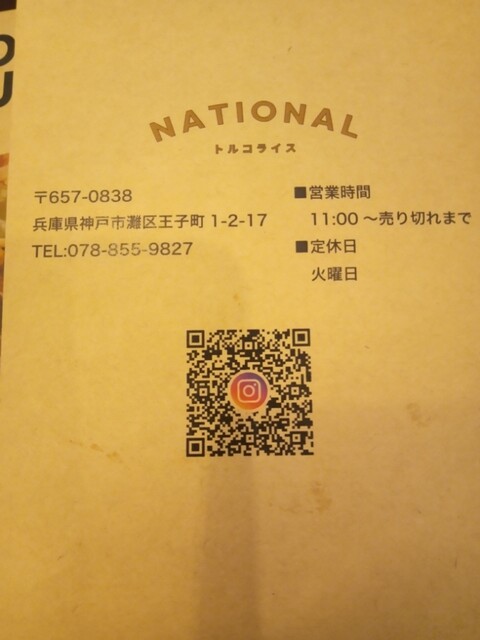 NATIONAL
トルコライス
〒657-0838
兵庫県神戸市灘区王子町1-2-17
TEL:078-855-9827
■営業時間
11:00 〜売り切れまで
■定休日
火曜日